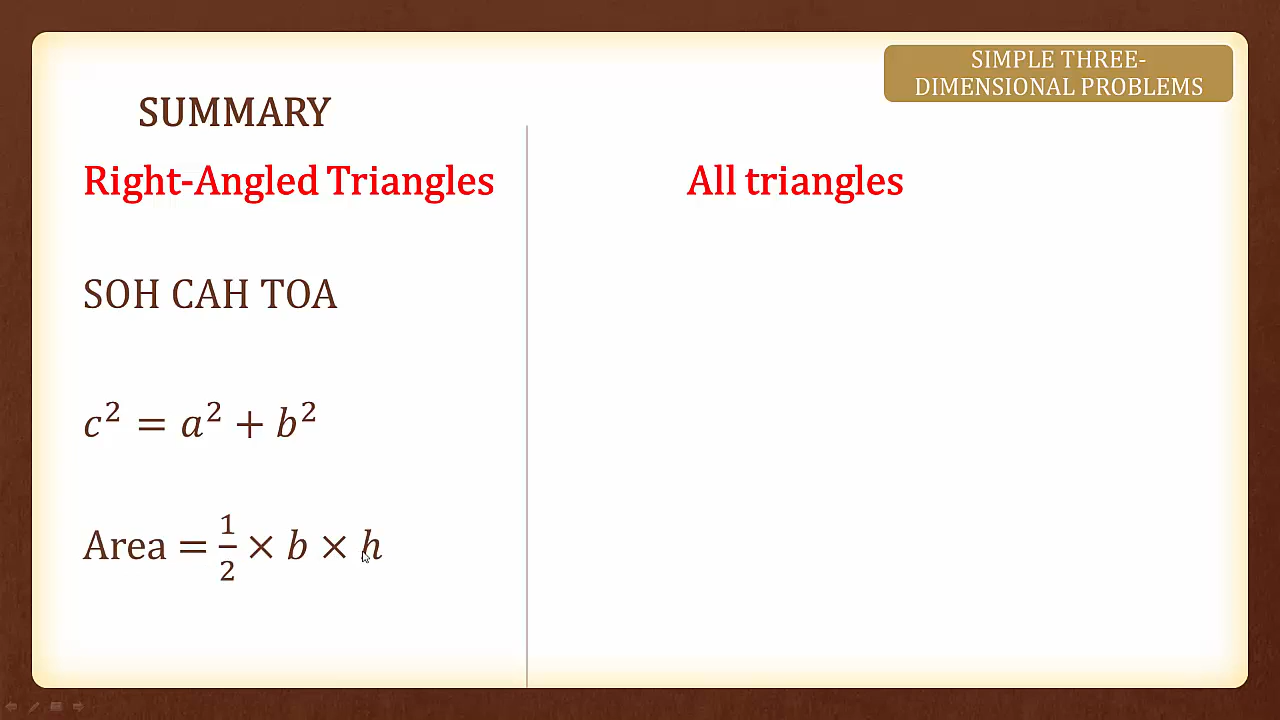 SIMPLE THREE-
DIMENSIONAL PROBLEMS
SUMMARY
Right-Angled Triangles
SOH CAH TOA
c² = a² + b²
Area = 1/2 × b × h
All triangles